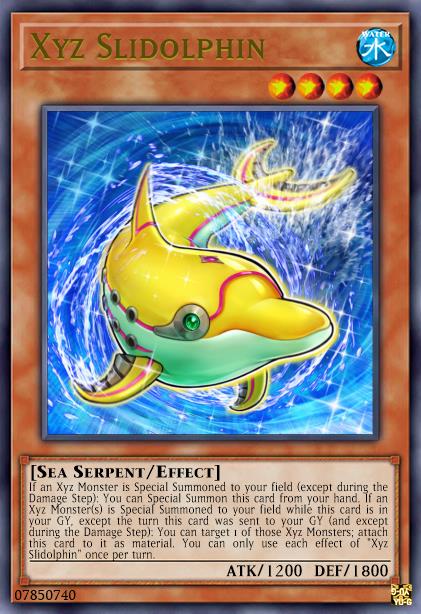 Xyz Slidolphin
WATER
水
[Sea Serpent/Effect]
If an Xyz Monster is Special Summoned to your field (except during the
Damage Step): You can Special Summon this card from your hand. If an
Xyz Monster(s) is Special Summoned to your field while this card is in
your GY, except the turn this card was sent to your GY (and except
during the Damage Step): You can target 1 of those Xyz Monsters; attach
this card to it as material. You can only use each effect of "Xyz
Slidolphin" once per turn.
ATK/1200 DEF/1800
07850740